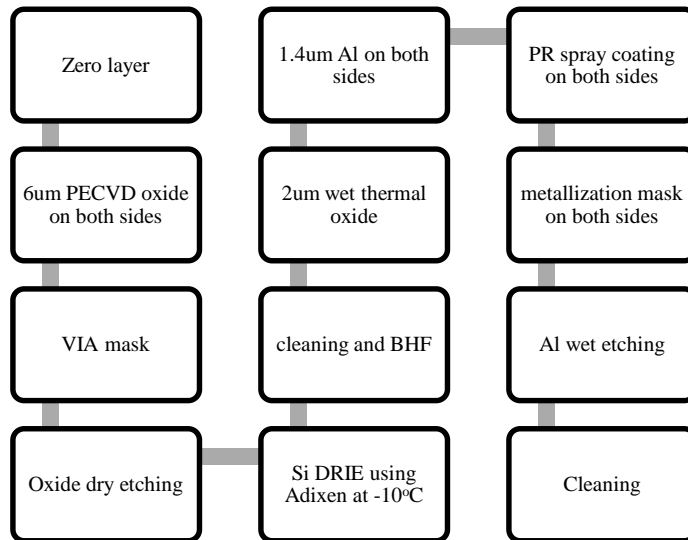 Zero layer
6um PECVD oxide
on both sides
VIA mask
Oxide dry etching
Si DRIE using
Adixen at -10ºC
cleaning and BHF
2um wet thermal
oxide
1.4um Al on both
sides
PR spray coating
on both sides
metallization mask
on both sides
Al wet etching
Cleaning